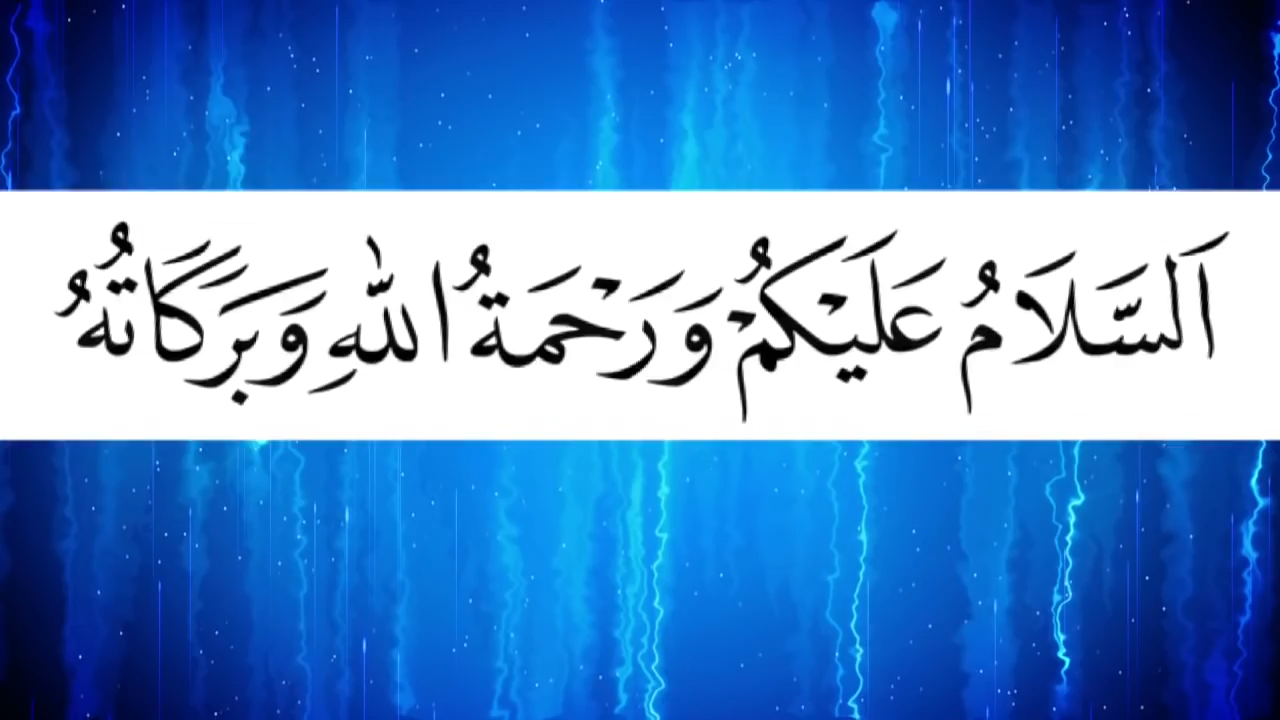 اَلسَّلَامُ عَلَيْكُمْ وَرَحْمَةُ اللّٰهِ وَبَرَكَاتُهُ